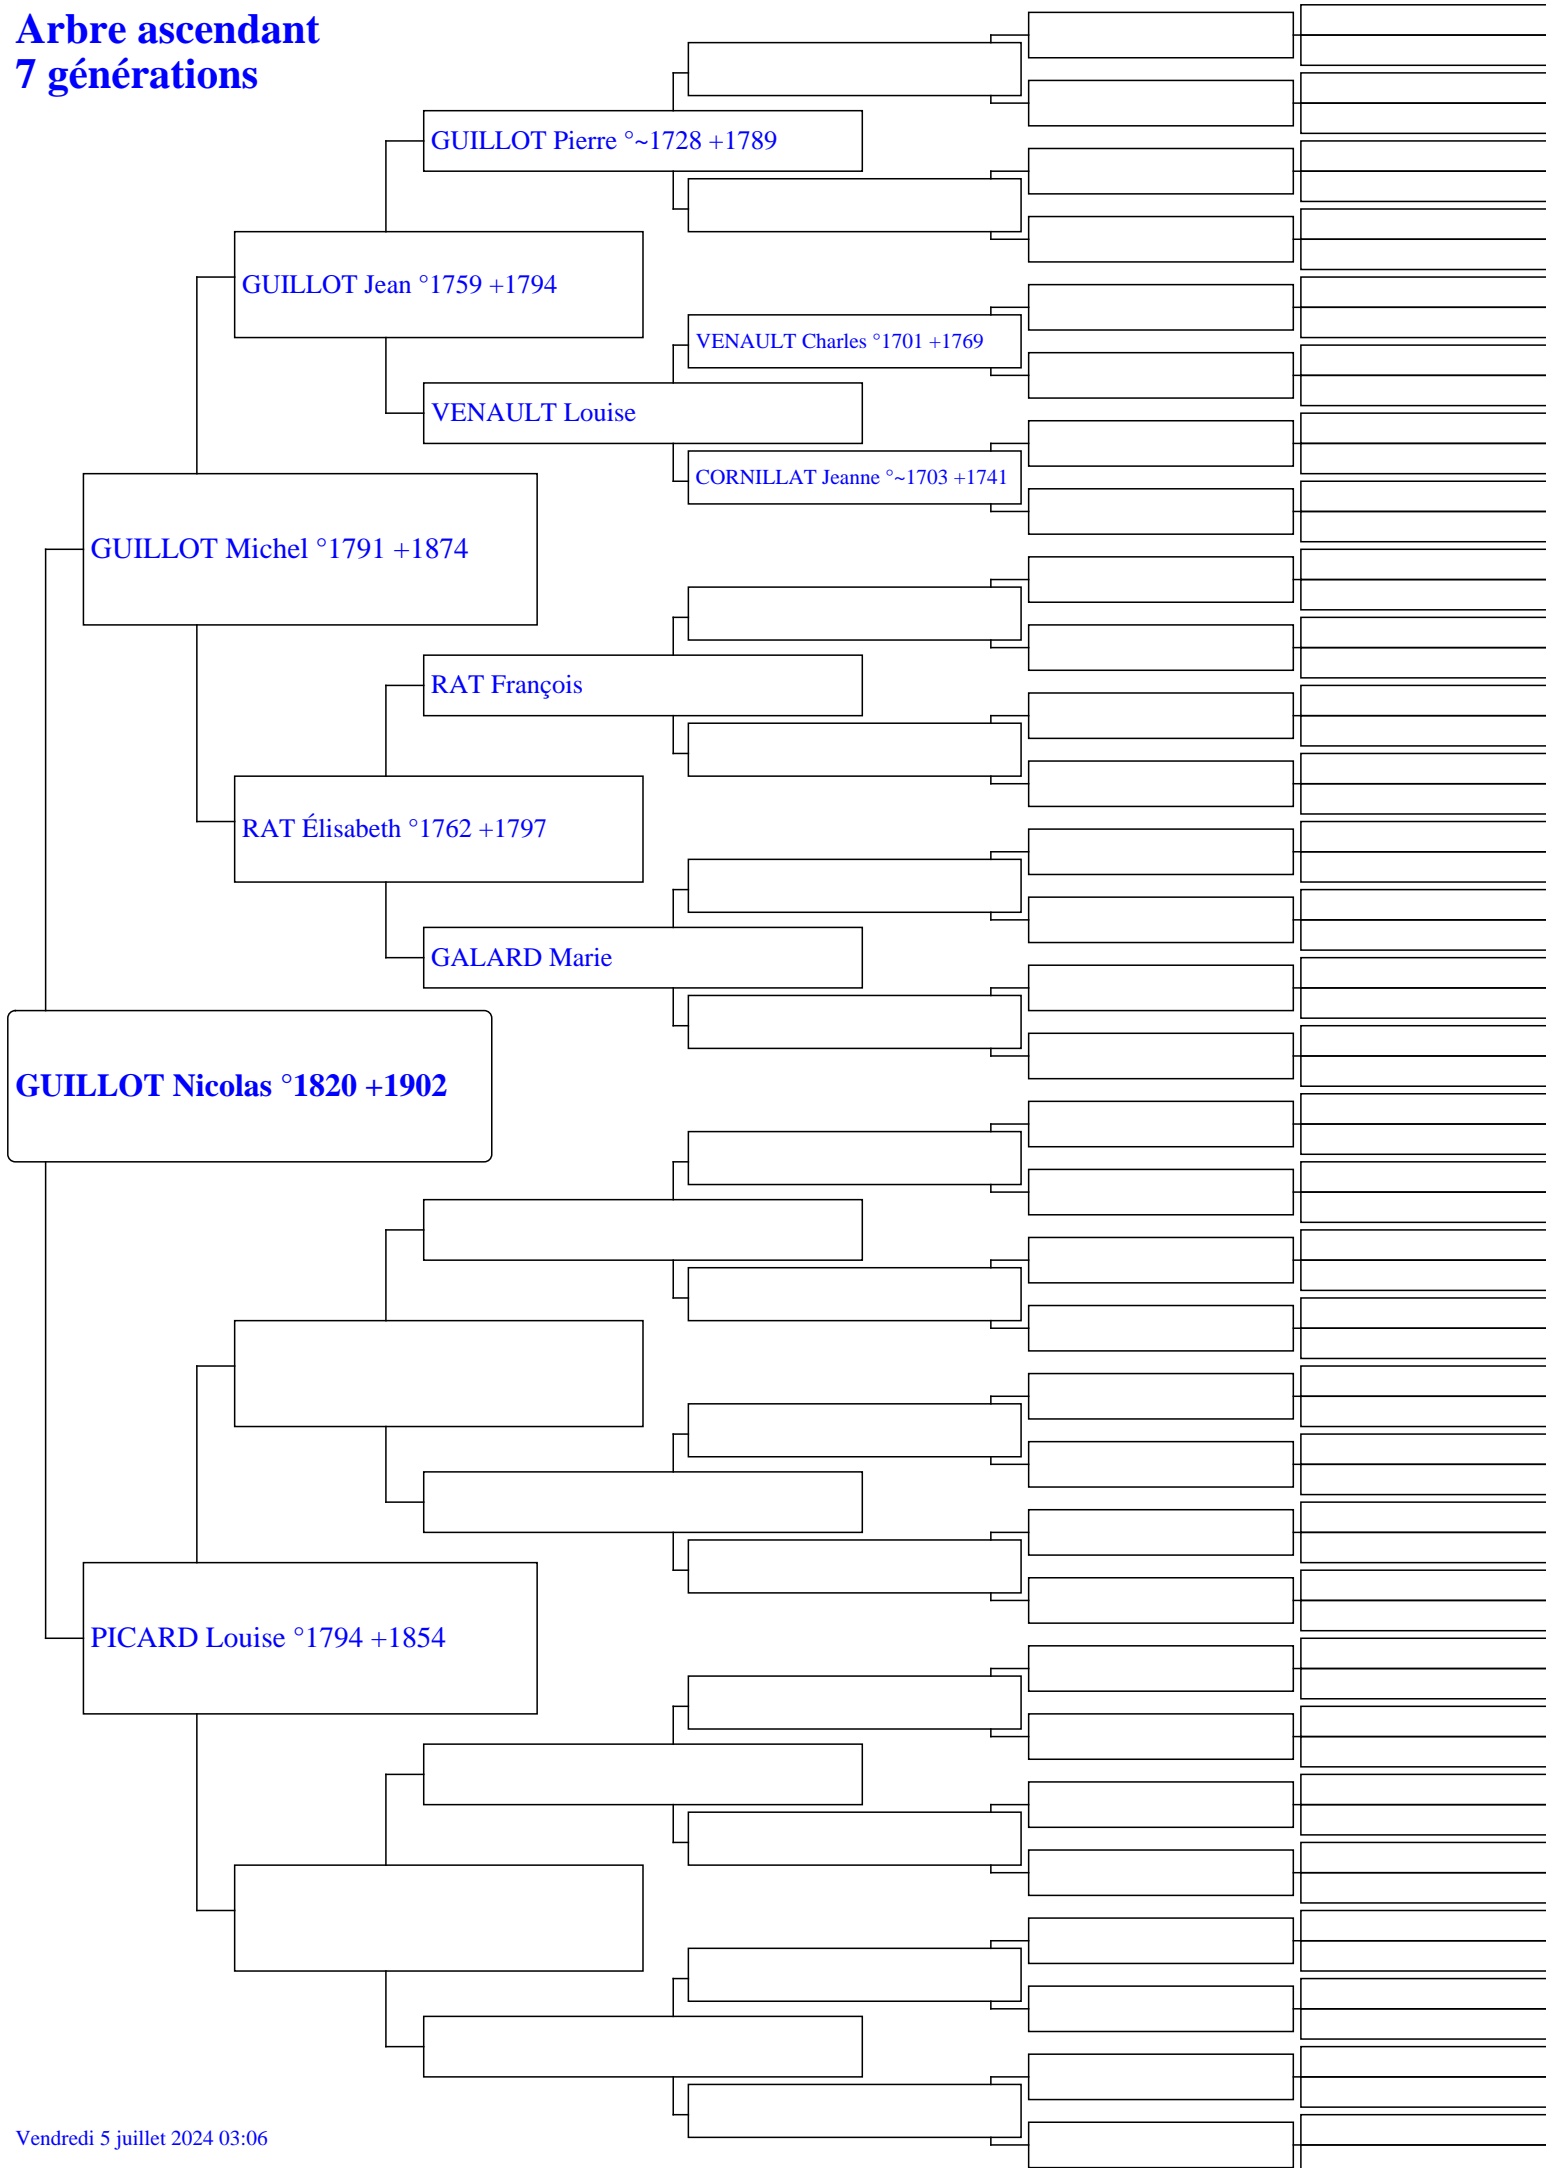 Arbre ascendant
7 générations
GUILLOT Pierre °~1728 +1789
GUILLOT Jean °1759 +1794
VENAULT Charles °1701 +1769
VENAULT Louise
CORNILLAT Jeanne °~1703 +1741
GUILLOT Michel °1791 +1874
RAT François
RAT Élisabeth °1762 +1797
GALARD Marie
GUILLOT Nicolas °1820 +1902
PICARD Louise °1794 +1854
Vendredi 5 juillet 2024 03:06